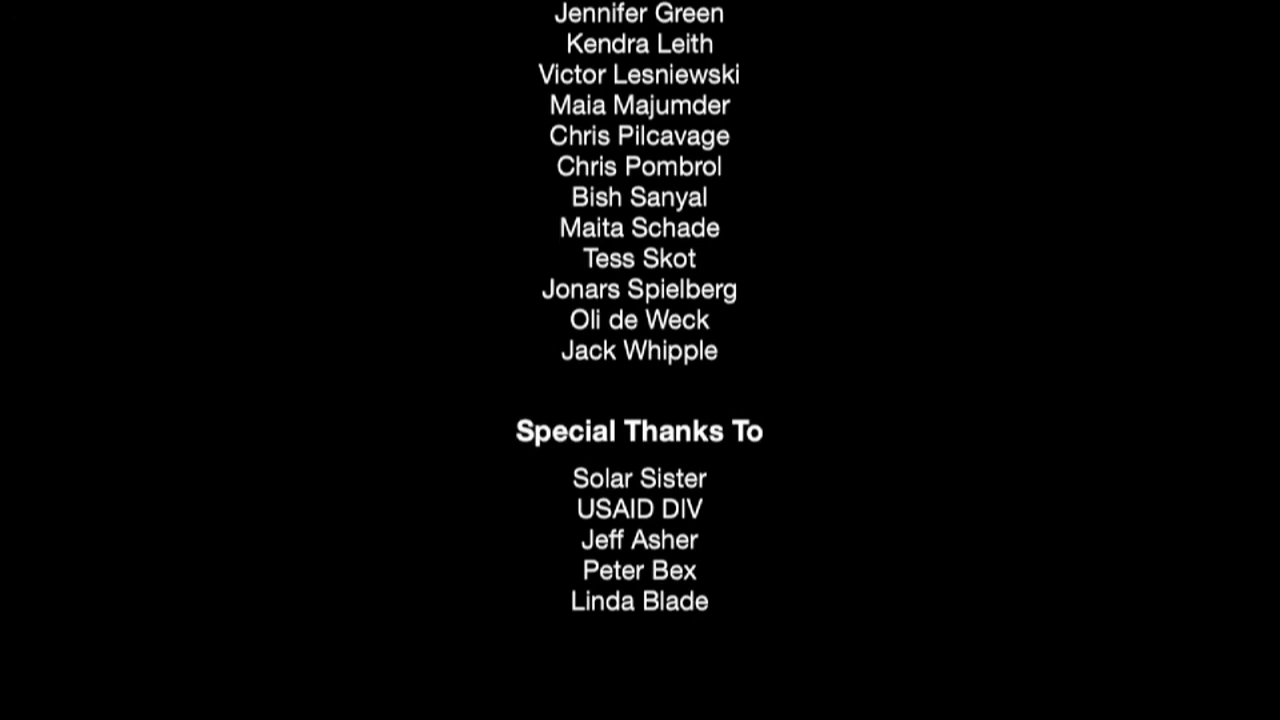 Jennifer Green
Kendra Leith
Victor Lesniewski
Maia Majumder
Chris Pilcavage
Chris Pombrol
Bish Sanyal
Maita Schade
Tess Skot
Jonars Spielberg
Oli de Weck
Jack Whipple
Special Thanks To
Solar Sister
USAID DIV
Jeff Asher
Peter Bex
Linda Blade